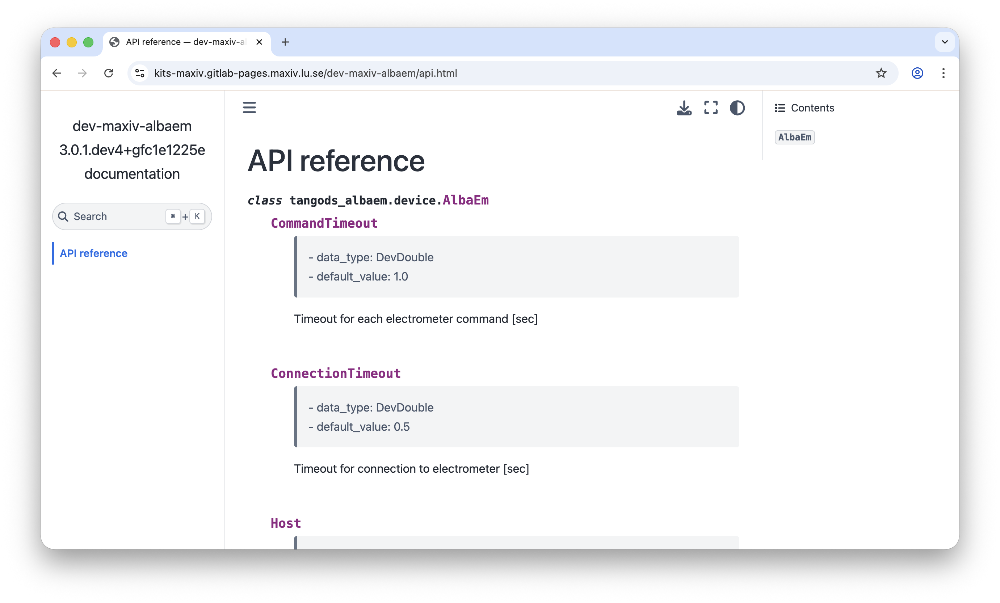 API reference — dev-maxiv-al
kits-maxiv.gitlab-pages.maxiv.lu.se/dev-maxiv-albaem/api.html
dev-maxiv-albaem
3.0.1.dev4+gfc1e1225e
documentation
Search ⌘ + K
API reference
API reference
class tangods_albaem.device.AlbaEm
CommandTimeout
- data_type: DevDouble
- default_value: 1.0
Timeout for each electrometer command [sec]
ConnectionTimeout
- data_type: DevDouble
- default_value: 0.5
Timeout for connection to electrometer [sec]
Host
Contents
AlbaEm